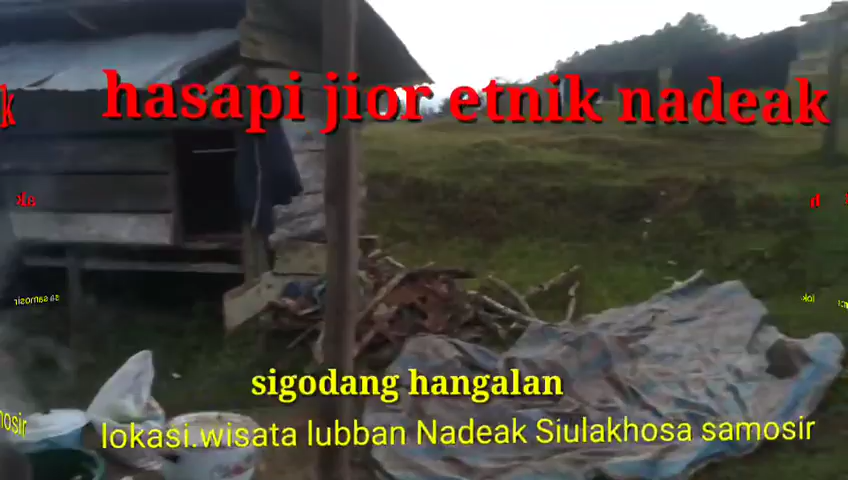 hasapi jior etnik nadeak
sigodang hangalan
lokasi.wisata lubban Nadeak Siulakhosa samosir